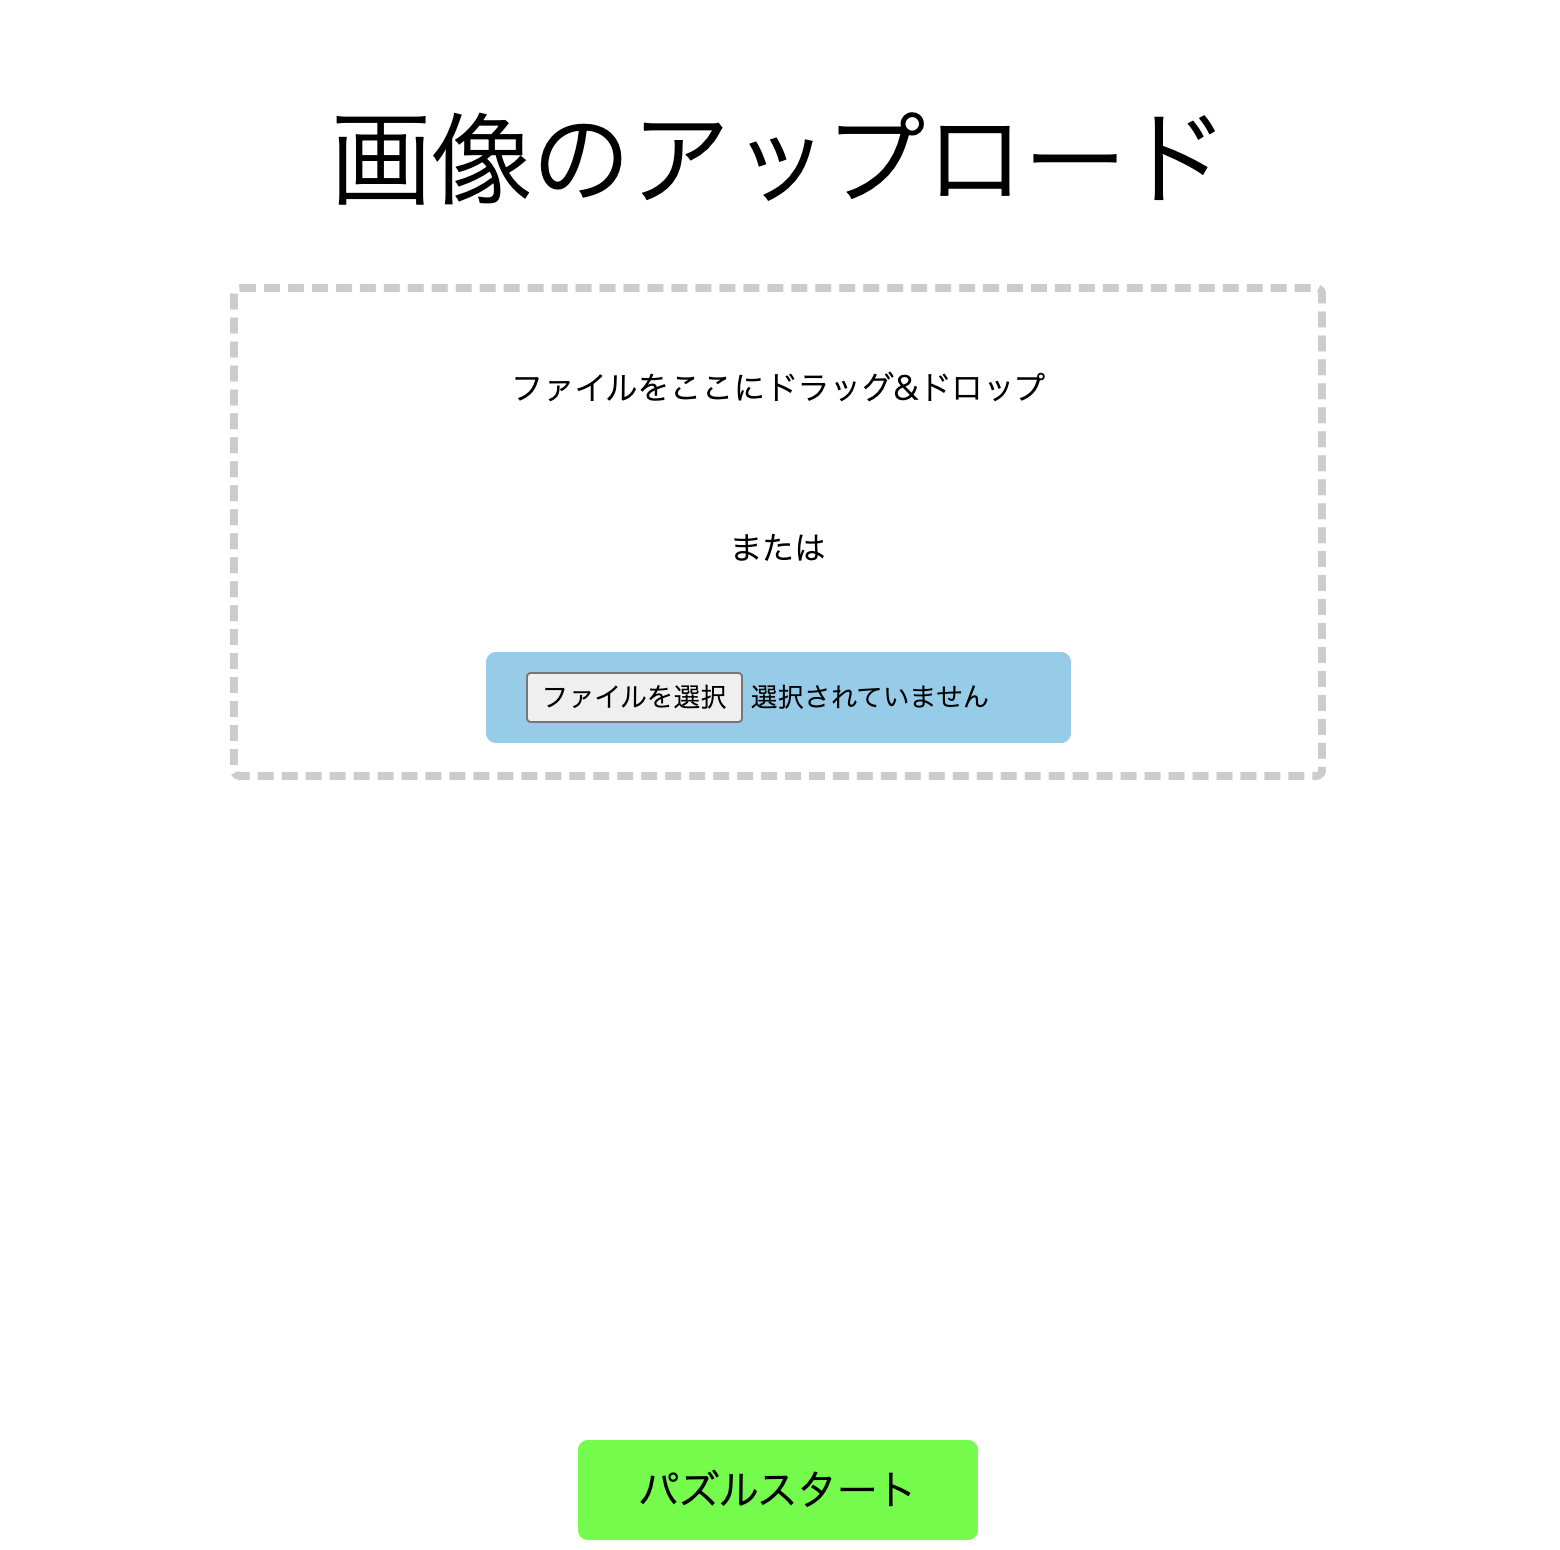 画像のアップロード
ファイルをここにドラッグ&ドロップ
または
ファイルを選択 選択されていません
パズルスタート